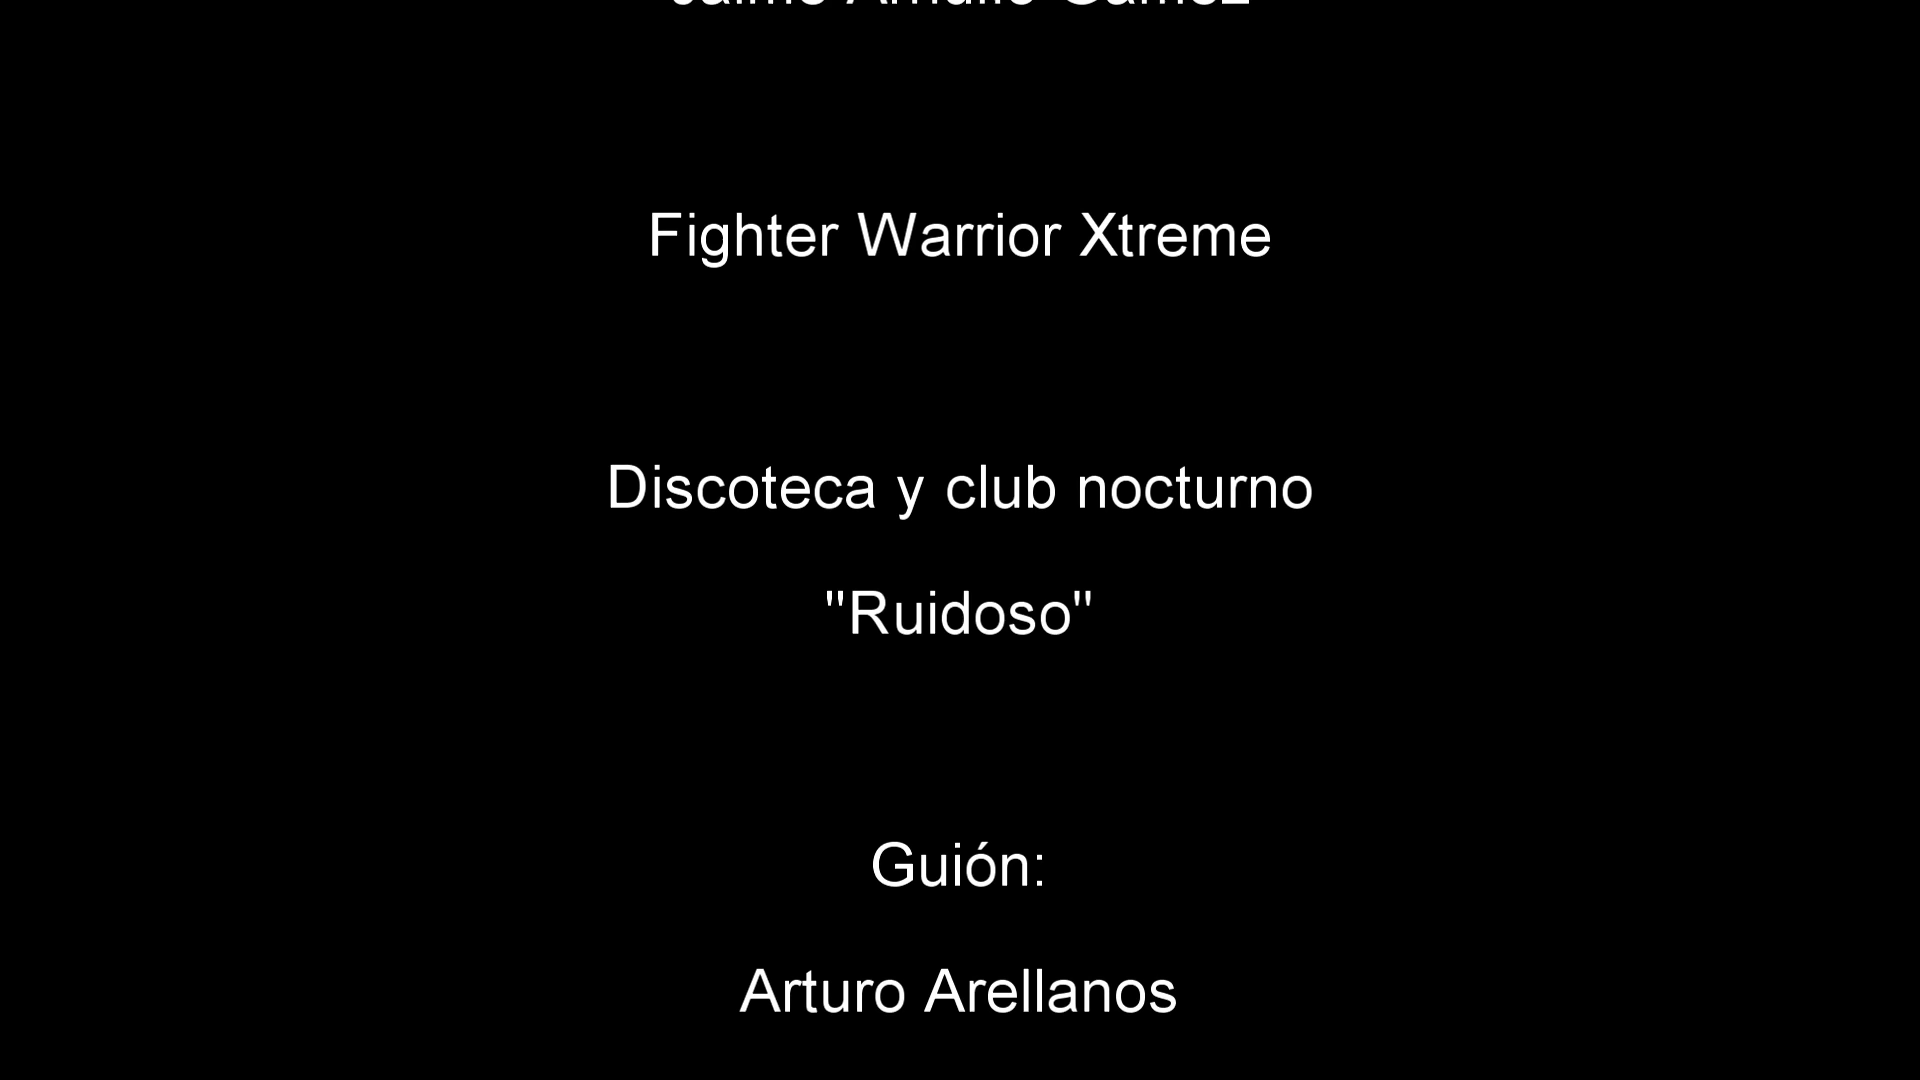 Fighter Warrior Xtreme
Discoteca y club nocturno
"Ruidoso"
Guión:
Arturo Arellanos